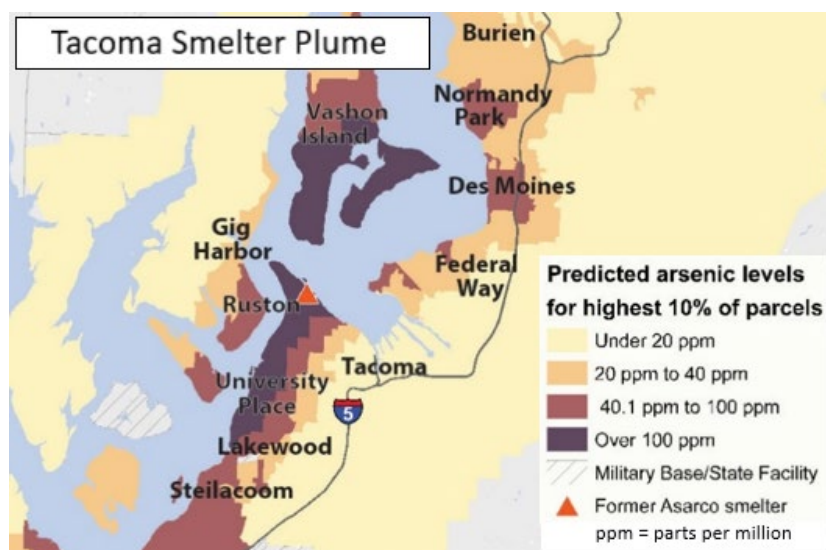 Tacoma Smelter Plume
Burien
Normandy
Park
Vashon
Island
Des Moines
Gig
Harbor
Federal
Way
Ruston
Tacoma
University
Place
5
Lakewood
Steilacoom
Predicted arsenic levels
for highest 10% of parcels
Under 20 ppm
20 ppm to 40 ppm
40.1 ppm to 100 ppm
Over 100 ppm
Military Base/State Facility
Former Asarco smelter
ppm = parts per million